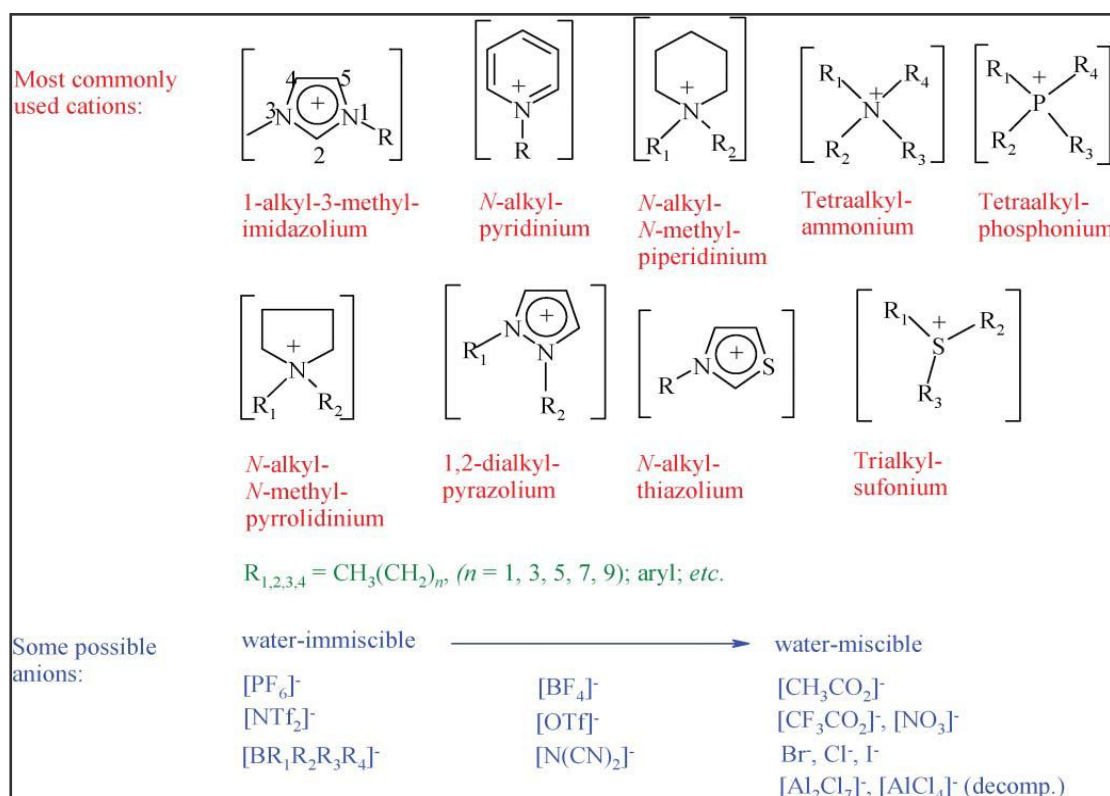 Most commonly
used cations:
4 5
3 N + N 1
2 R
+
N
R
+
N
R₁ R₂
R₁ R₄
+
N
R₂ R₃
R₁ + R₄
P
R₂ R₃
1-alkyl-3-methyl-
imidazolium
N-alkyl-
pyridinium
N-alkyl-
N-methyl-
piperidinium
Tetraalkyl-
ammonium
Tetraalkyl-
phosphonium
+
N
R₁ R₂
N +
R₁ N
R₂
N + S
R
R₁ + R₂
S
R₃
N-alkyl-
N-methyl-
pyrrolidinium
1,2-dialkyl-
pyrazolium
N-alkyl-
thiazolium
Trialkyl-
sufonium
R₁,₂,₃,₄ = CH₃(CH₂)ₙ, (n = 1, 3, 5, 7, 9); aryl; etc.
Some possible
anions:
water-immiscible water-miscible
[PF₆]⁻ [BF₄]⁻ [CH₃CO₂]⁻
[NTf₂]⁻ [OTf]⁻ [CF₃CO₂]⁻, [NO₃]⁻
[BR₁R₂R₃R₄]⁻ [N(CN)₂]⁻ Br⁻, Cl⁻, I⁻
[Al₂Cl₇]⁻, [AlCl₄]⁻ (decomp.)